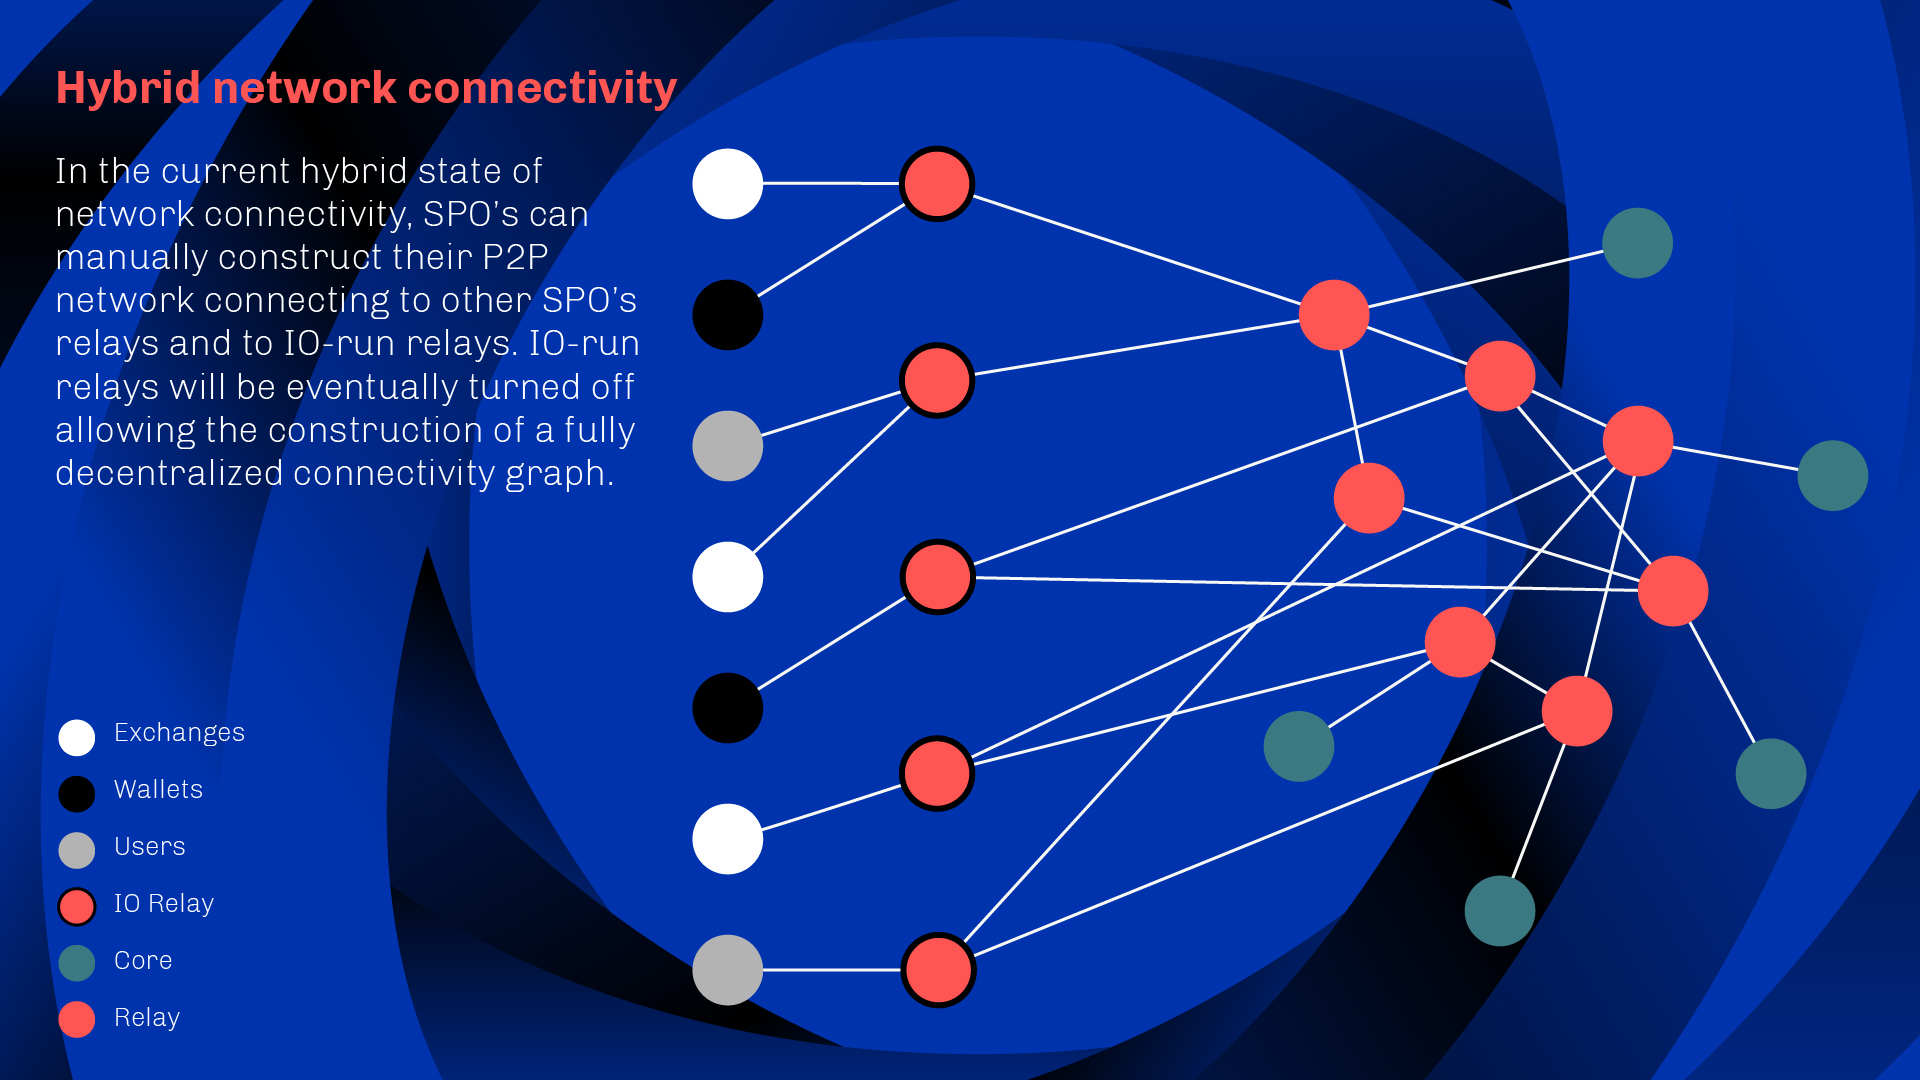 Hybrid network connectivity
In the current hybrid state of
network connectivity, SPO's can
manually construct their P2P
network connecting to other SPO's
relays and to IO-run relays. IO-run
relays will be eventually turned off
allowing the construction of a fully
decentralized connectivity graph.
Exchanges
Wallets
Users
IO Relay
Core
Relay